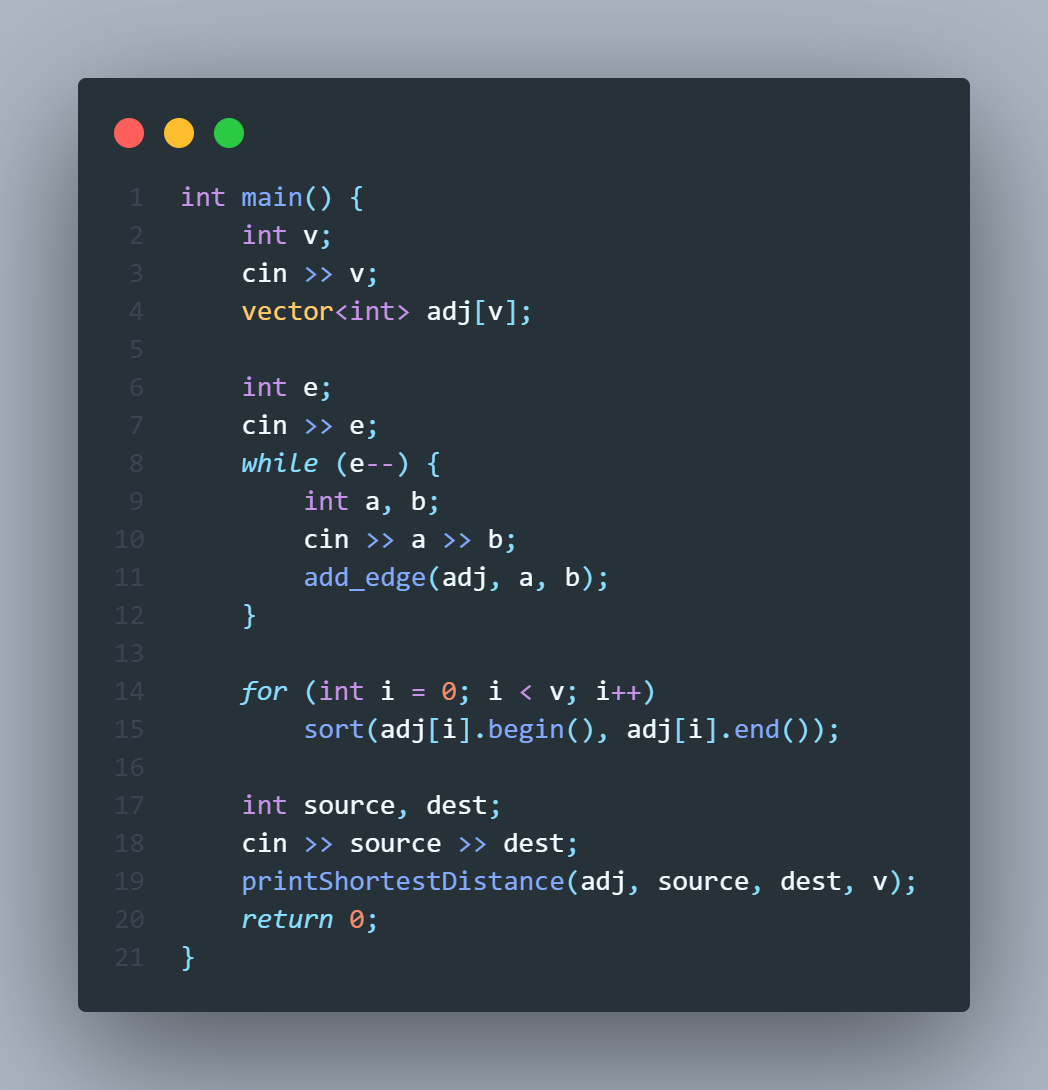 1 int main() {
2     int v;
3     cin >> v;
4     vector<int> adj[v];
5
6     int e;
7     cin >> e;
8     while (e--) {
9         int a, b;
10         cin >> a >> b;
11         add_edge(adj, a, b);
12     }
13
14     for (int i = 0; i < v; i++)
15         sort(adj[i].begin(), adj[i].end());
16
17     int source, dest;
18     cin >> source >> dest;
19     printShortestDistance(adj, source, dest, v);
20     return 0;
21 }